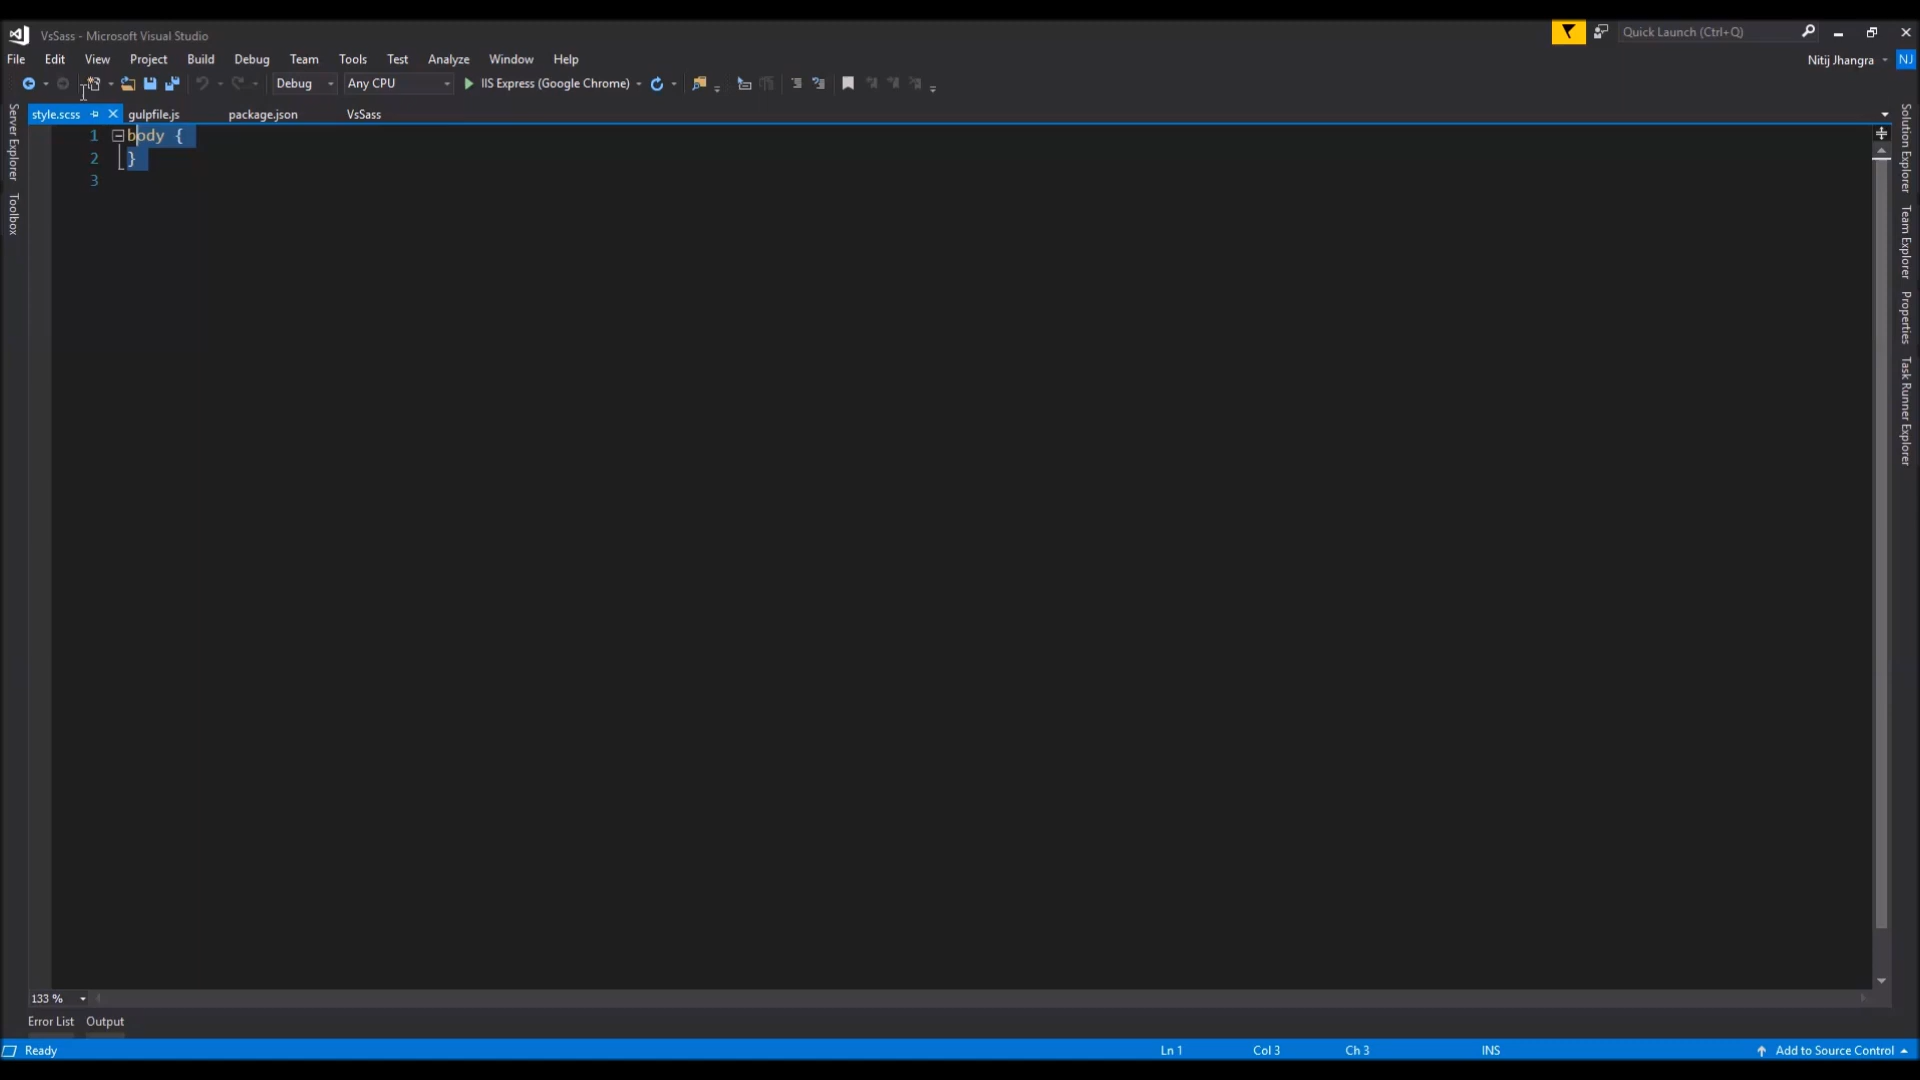 VsSass - Microsoft Visual Studio
Quick Launch (Ctrl+Q)
File Edit View Project Build Debug Team Tools Test Analyze Window Help
Nitij Jhangra NJ
Debug Any CPU IIS Express (Google Chrome)
style.scss gulpfile.js package.json VsSass
Server Explorer
Toolbox
1 body {
2 }
3
Solution Explorer
Team Explorer
Properties
Task Runner Explorer
133 %
Error List Output
Ready Ln 1 Col 3 Ch 3 INS Add to Source Control